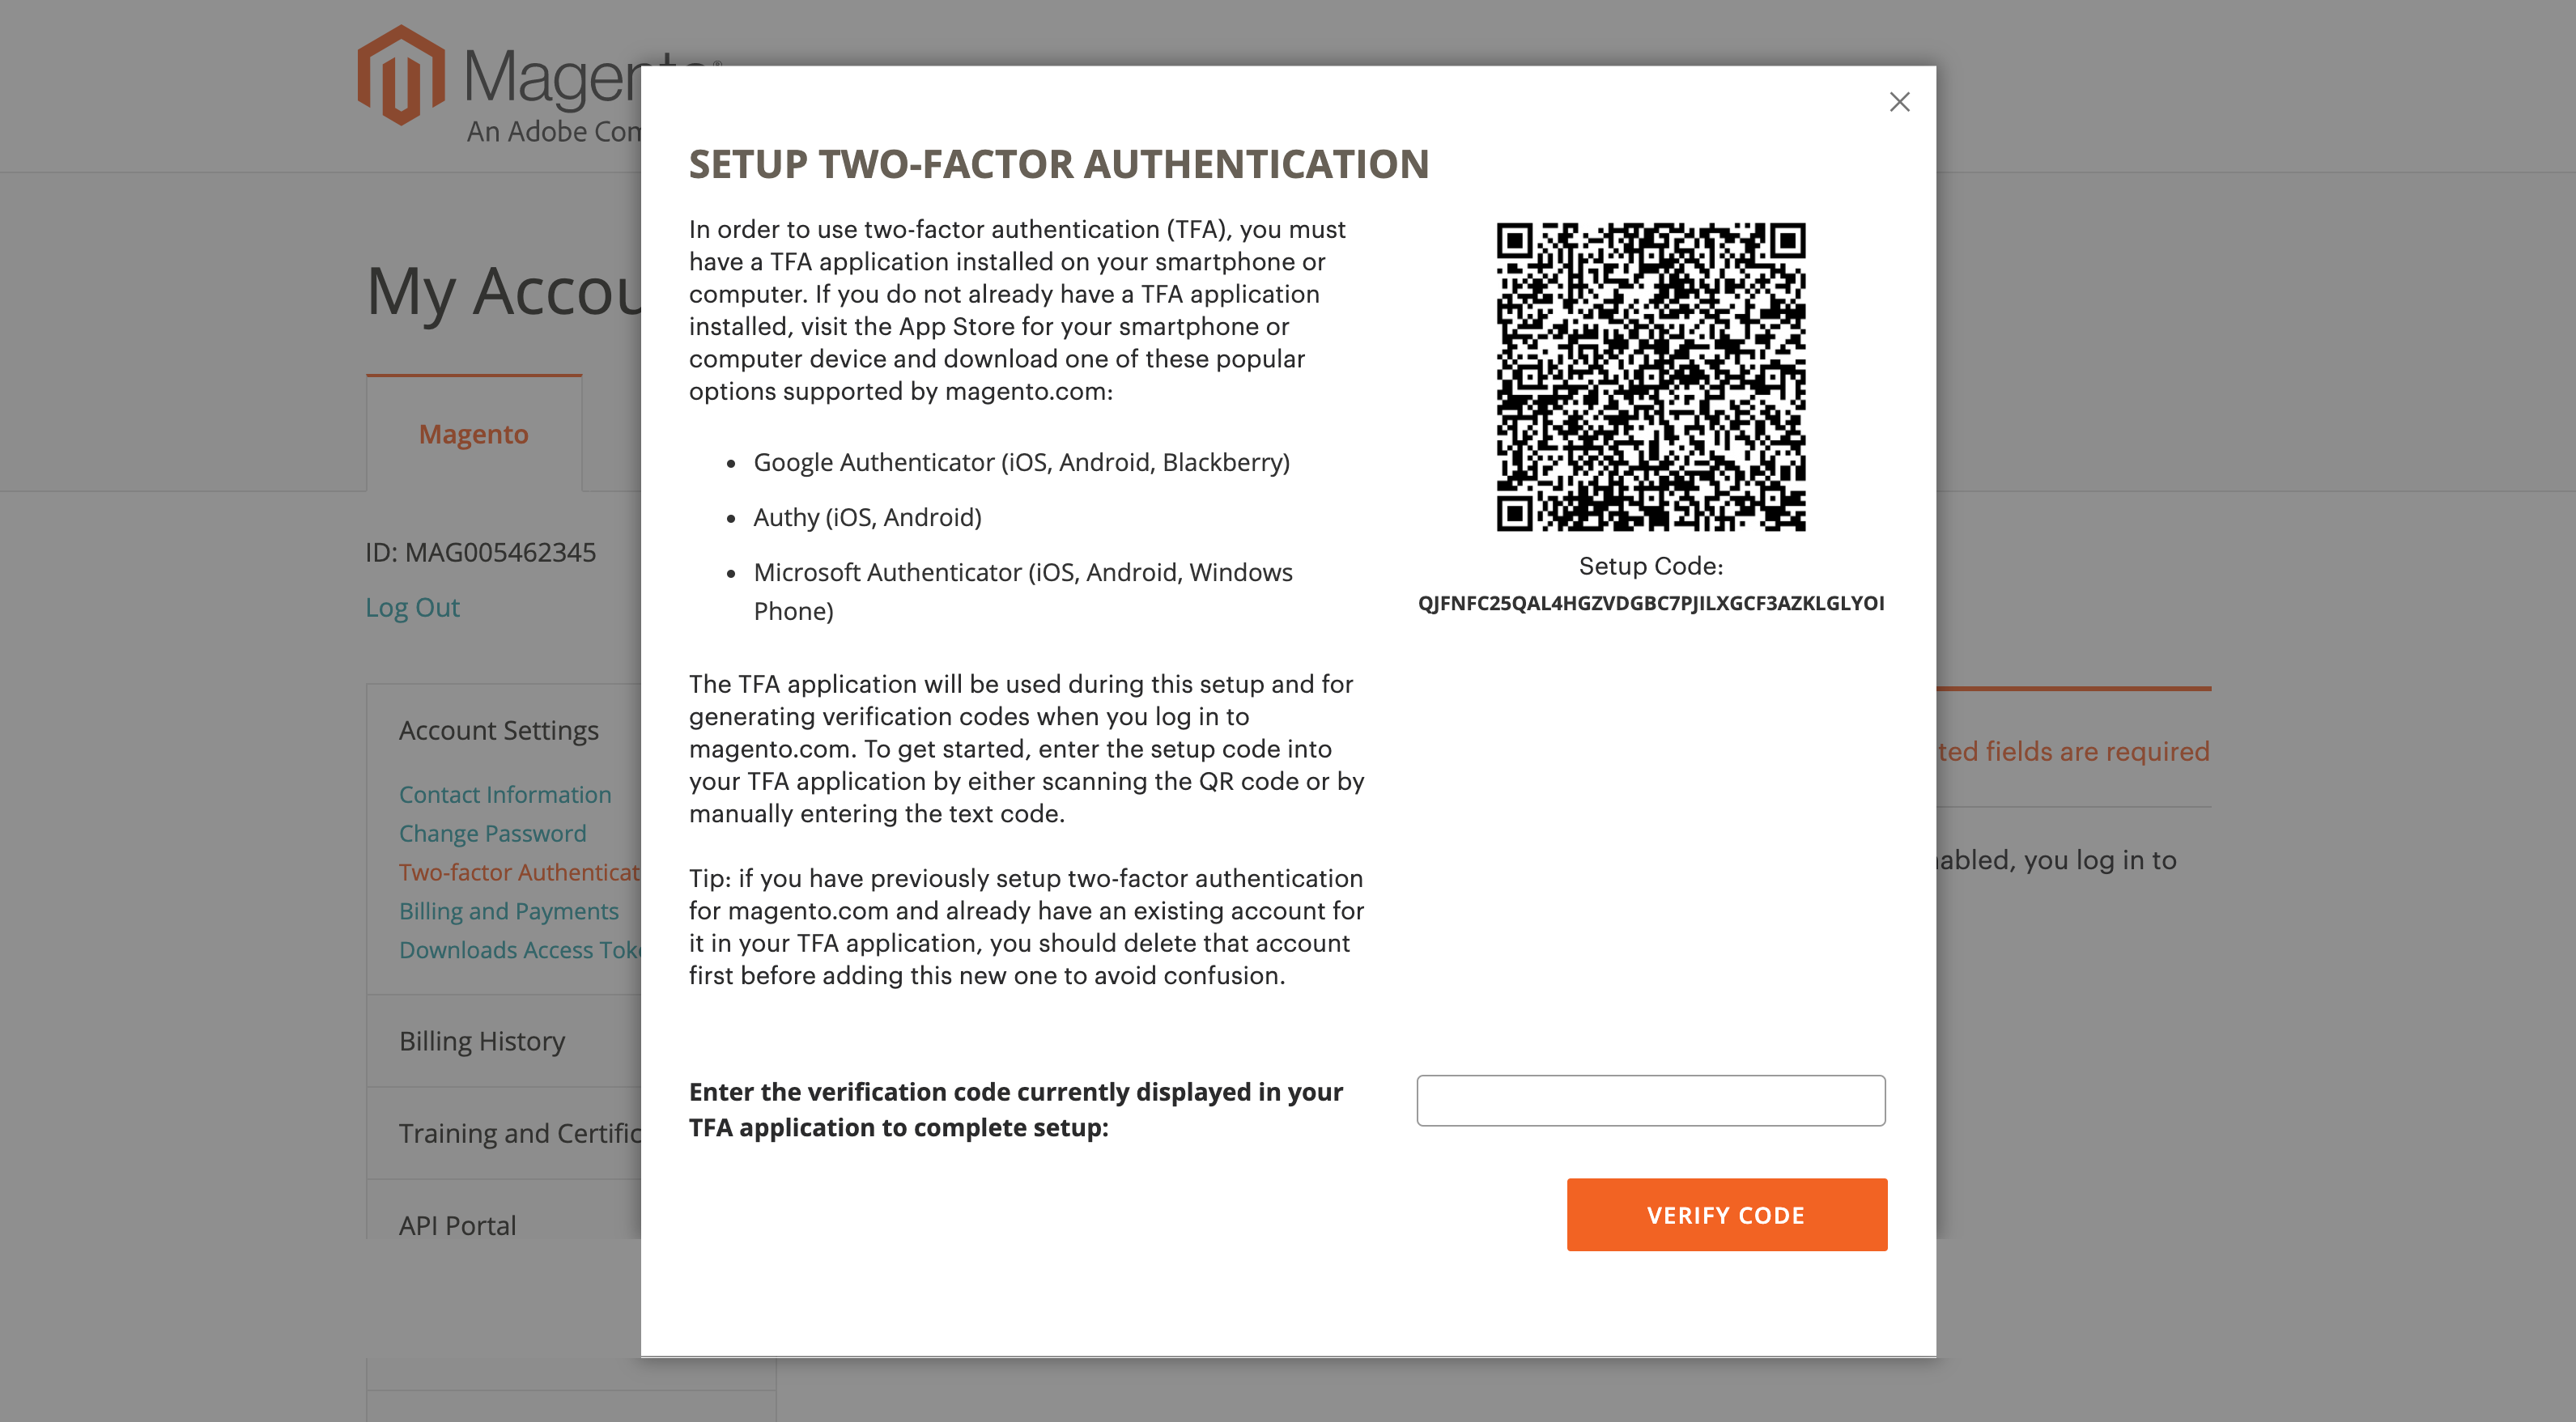 Magento
An Adobe Com
My Accou
Magento
ID: MAG005462345
Log Out
Account Settings
Contact Information
Change Password
Two-factor Authenticat
Billing and Payments
Downloads Access Toke
Billing History
Training and Certific
API Portal
SETUP TWO-FACTOR AUTHENTICATION
In order to use two-factor authentication (TFA), you must
have a TFA application installed on your smartphone or
computer. If you do not already have a TFA application
installed, visit the App Store for your smartphone or
computer device and download one of these popular
options supported by magento.com:
• Google Authenticator (iOS, Android, Blackberry)
• Authy (iOS, Android)
• Microsoft Authenticator (iOS, Android, Windows
Phone)
The TFA application will be used during this setup and for
generating verification codes when you log in to
magento.com. To get started, enter the setup code into
your TFA application by either scanning the QR code or by
manually entering the text code.
Tip: if you have previously setup two-factor authentication
for magento.com and already have an existing account for
it in your TFA application, you should delete that account
first before adding this new one to avoid confusion.
Setup Code:
QJFNFC25QAL4HGZVDGBC7PJILXGCF3AZKLGLYOI
Enter the verification code currently displayed in your
TFA application to complete setup:
VERIFY CODE
ted fields are required
abled, you log in to